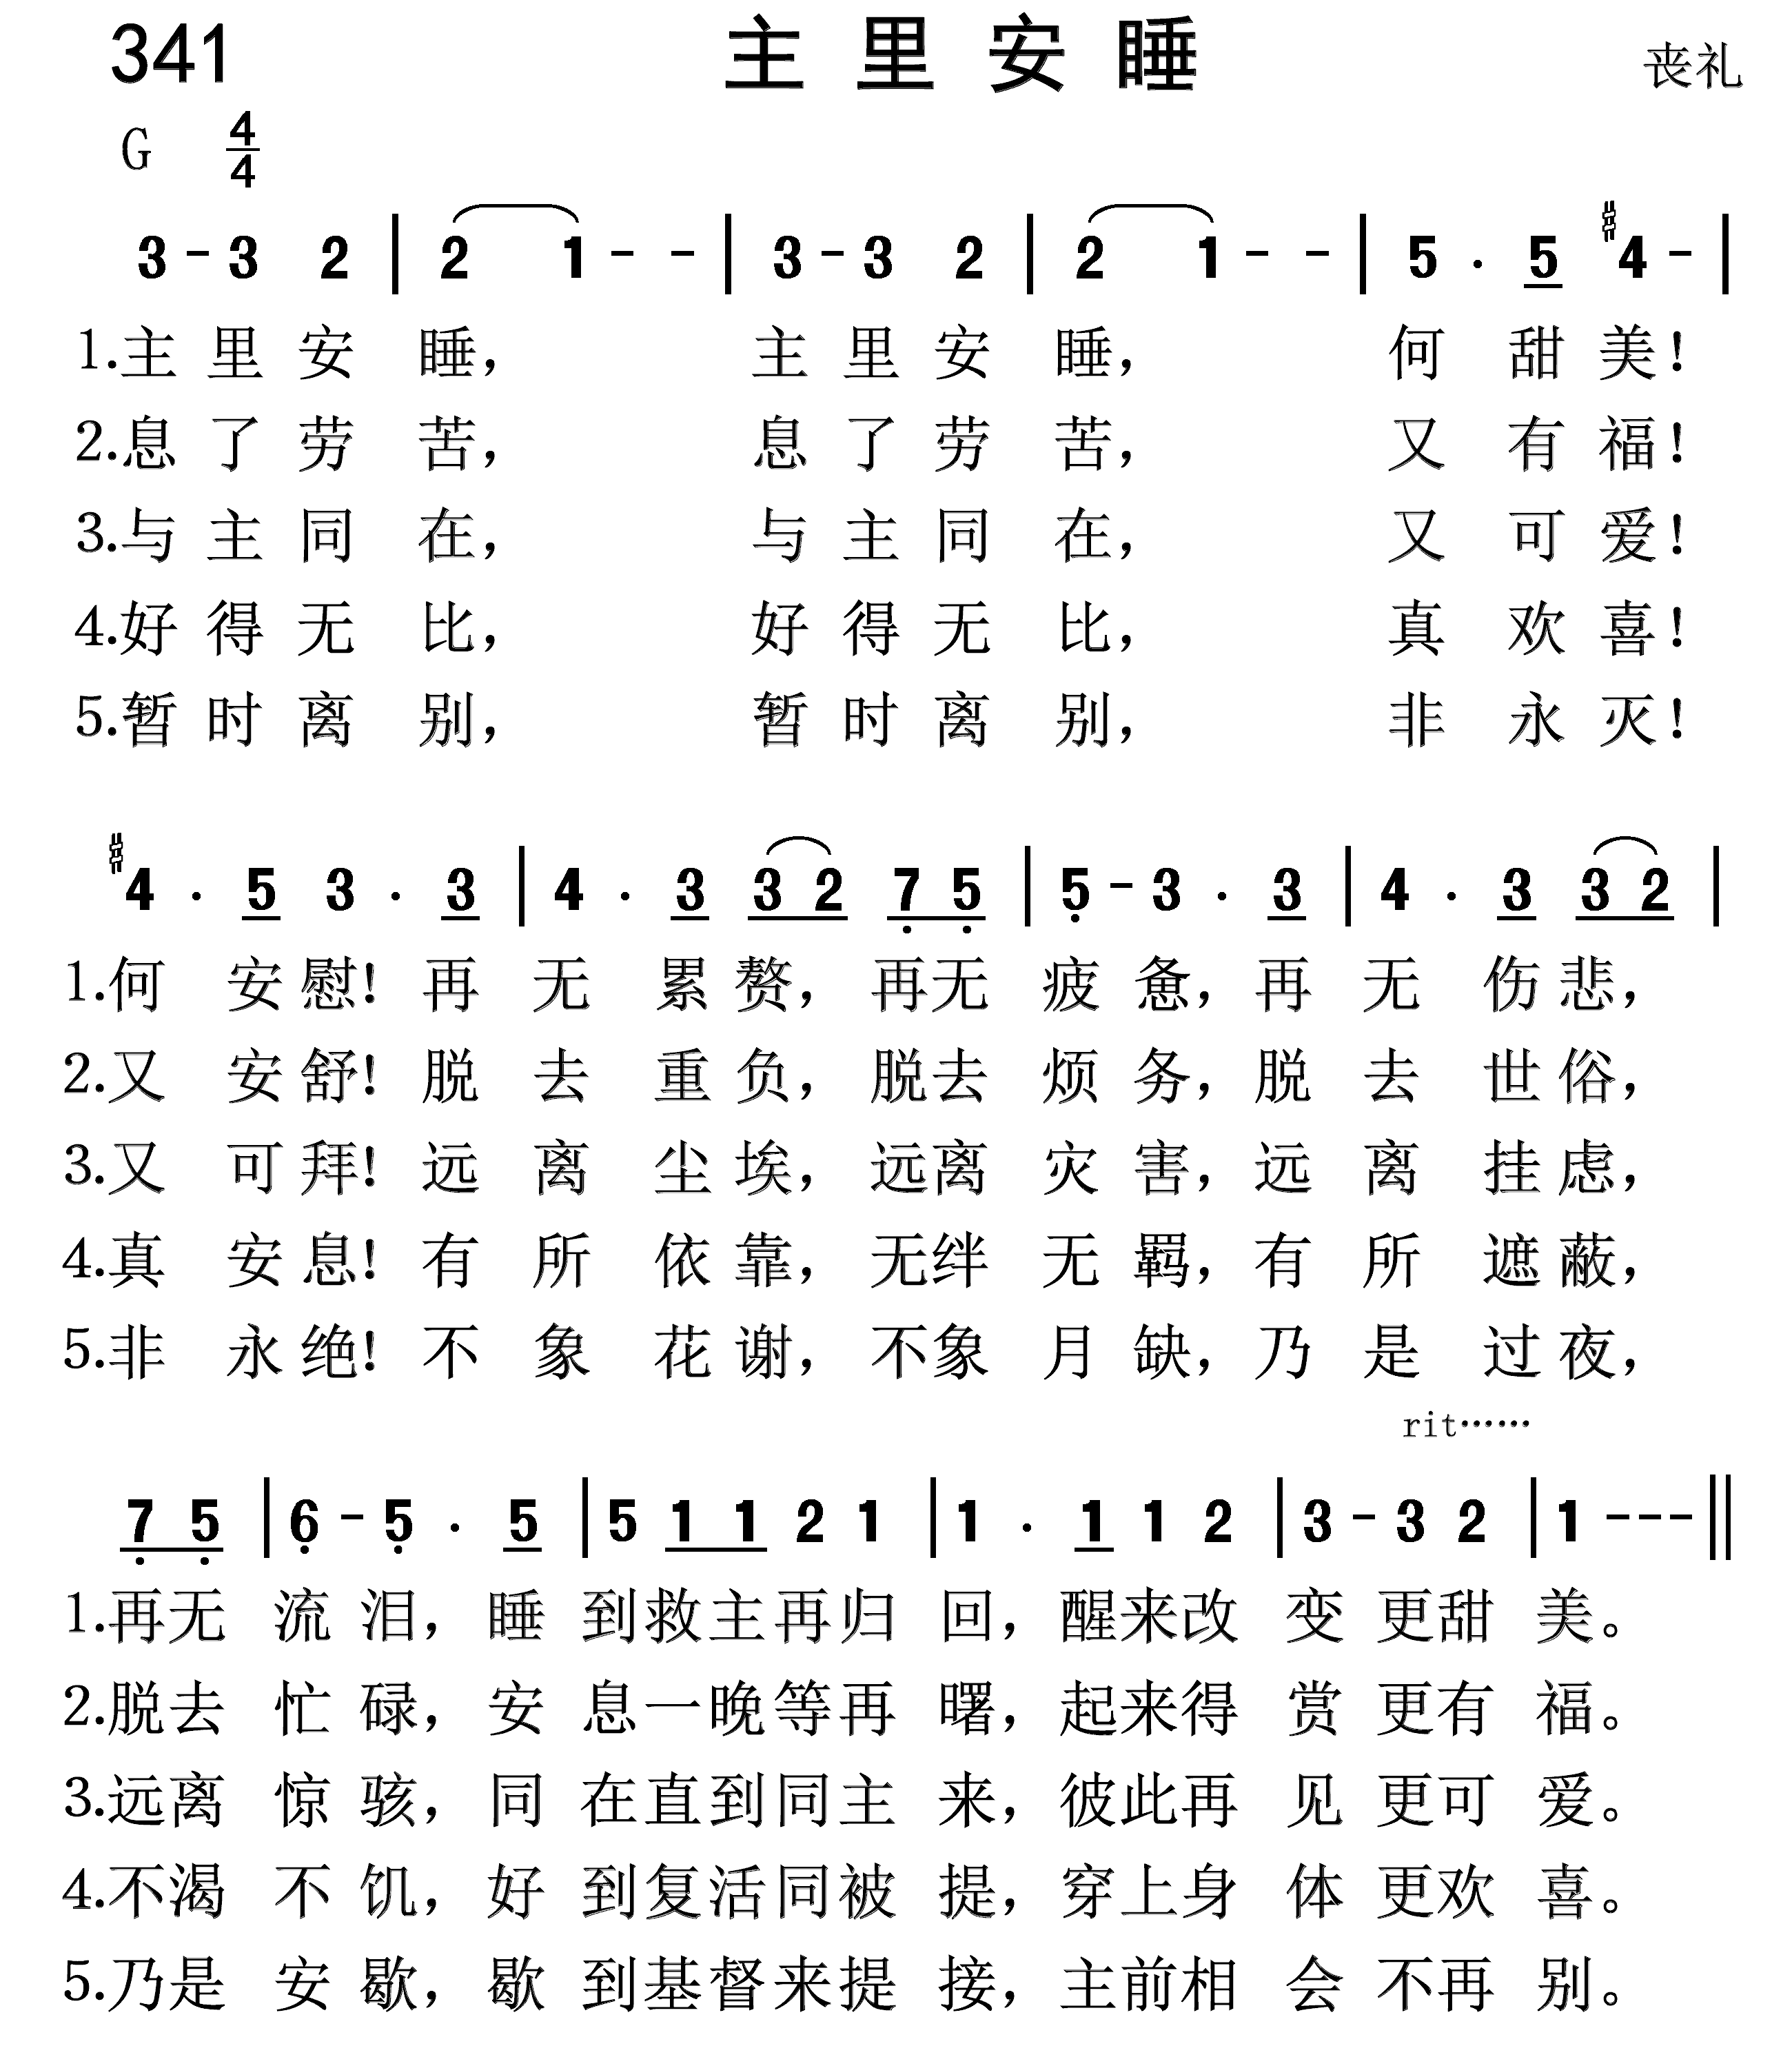 341 主里安睡 丧礼
G 4/4
3 - 3 2 | 2 1 - - | 3 - 3 2 | 2 1 - - | 5 . 5 #4 - |
1.主里安睡， 主里安睡， 何甜美！
2.息了劳苦， 息了劳苦， 又有福！
3.与主同在， 与主同在， 又可爱！
4.好得无比， 好得无比， 真欢喜！
5.暂时离别， 暂时离别， 非永灭！
#4 . 5 3 . 3 | 4 . 3 3 2 7 5 | 5 - 3 . 3 | 4 . 3 3 2 |
1.何安慰！再无累赘，再无疲惫，再无伤悲，
2.又安舒！脱去重负，脱去烦务，脱去世俗，
3.又可拜！远离尘埃，远离灾害，远离挂虑，
4.真安息！有所依靠，无绊无羁，有所遮蔽，
5.非永绝！不象花谢，不象月缺，乃是过夜，
rit……
7 5 | 6 - 5 . 5 | 5 1 1 2 1 | 1 . 1 1 2 | 3 - 3 2 | 1 - - - ||
1.再无流泪，睡到救主再归回，醒来改变更甜美。
2.脱去忙碌，安息一晚等再曙，起来得赏更有福。
3.远离惊骇，同在直到同主来，彼此再见更可爱。
4.不渴不饥，好到复活同被提，穿上身体更欢喜。
5.乃是安歇，歇到基督来提接，主前相会不再别。